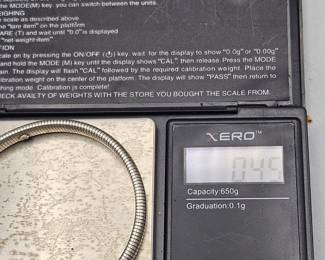 the MODE(M) key you can switch between units.
WEIGHING
scale as described above
"tare item" on the platform
TARE (T) and wait until "0.0" is displayed
"net-weight-item".
scale on by pressing the ON/OFF key, wait for the display to show "0.0g" or "0.00g"
and hold the MODE (M) key until the display shows "CAL" then release. Press the MODE
again. The display will flash "CAL" followed by the required calibration weight. Place the
calibration weight on the center of the platform. The display will show "PASS" then return to
weighing mode. Calibration is complete!
CHECK AVAILTY OF WEIGHTS WITH THE STORE YOU BOUGHT THE SCALE FROM.
XERO™
Capacity:650g
Graduation:0.1g